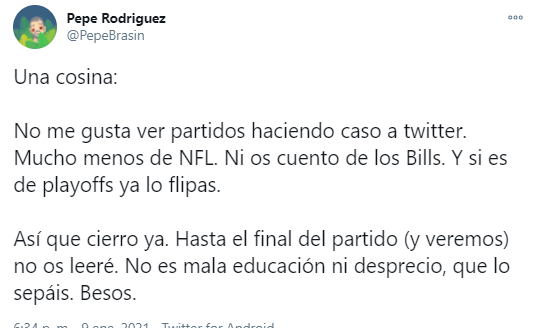 Pepe Rodriguez
@PepeBrasin
Una cosina:
No me gusta ver partidos haciendo caso a twitter.
Mucho menos de NFL. Ni os cuento de los Bills. Y si es
de playoffs ya lo flipas.
Así que cierro ya. Hasta el final del partido (y veremos)
no os leeré. No es mala educación ni desprecio, que lo
sepáis. Besos.
6:34 p. m. · 9 ene. 2021 · Twitter for Android